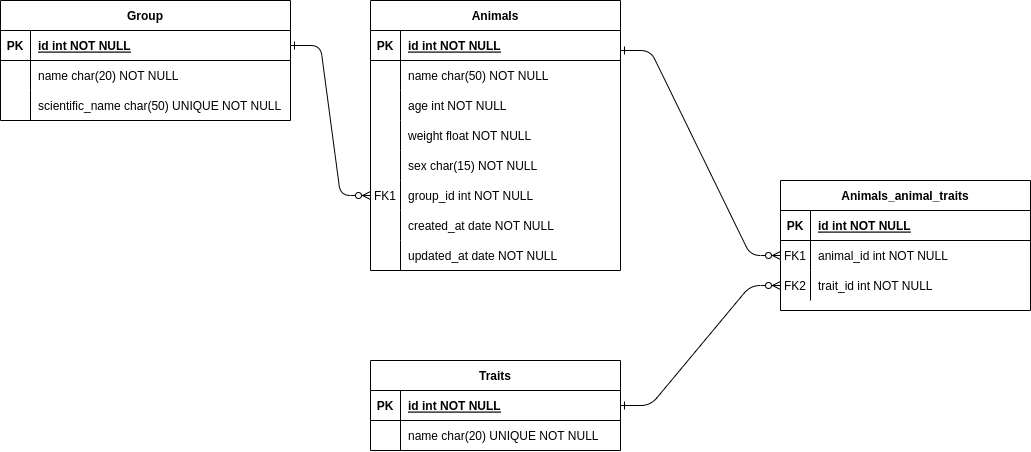 Group
PK id int NOT NULL
name char(20) NOT NULL
scientific_name char(50) UNIQUE NOT NULL
Animals
PK id int NOT NULL
name char(50) NOT NULL
age int NOT NULL
weight float NOT NULL
sex char(15) NOT NULL
FK1 group_id int NOT NULL
created_at date NOT NULL
updated_at date NOT NULL
Animals_animal_traits
PK id int NOT NULL
FK1 animal_id int NOT NULL
FK2 trait_id int NOT NULL
Traits
PK id int NOT NULL
name char(20) UNIQUE NOT NULL